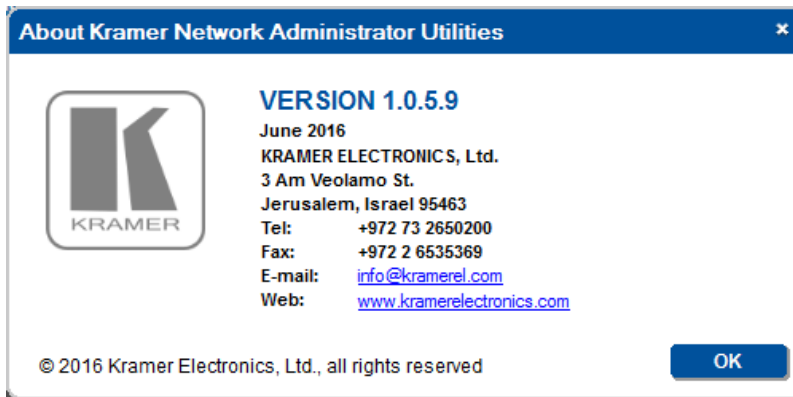 About Kramer Network Administrator Utilities
KRAMER
VERSION 1.0.5.9
June 2016
KRAMER ELECTRONICS, Ltd.
3 Am Veolamo St.
Jerusalem, Israel 95463
Tel: +972 73 2650200
Fax: +972 2 6535369
E-mail: info@kramerel.com
Web: www.kramerelectronics.com
© 2016 Kramer Electronics, Ltd., all rights reserved
OK